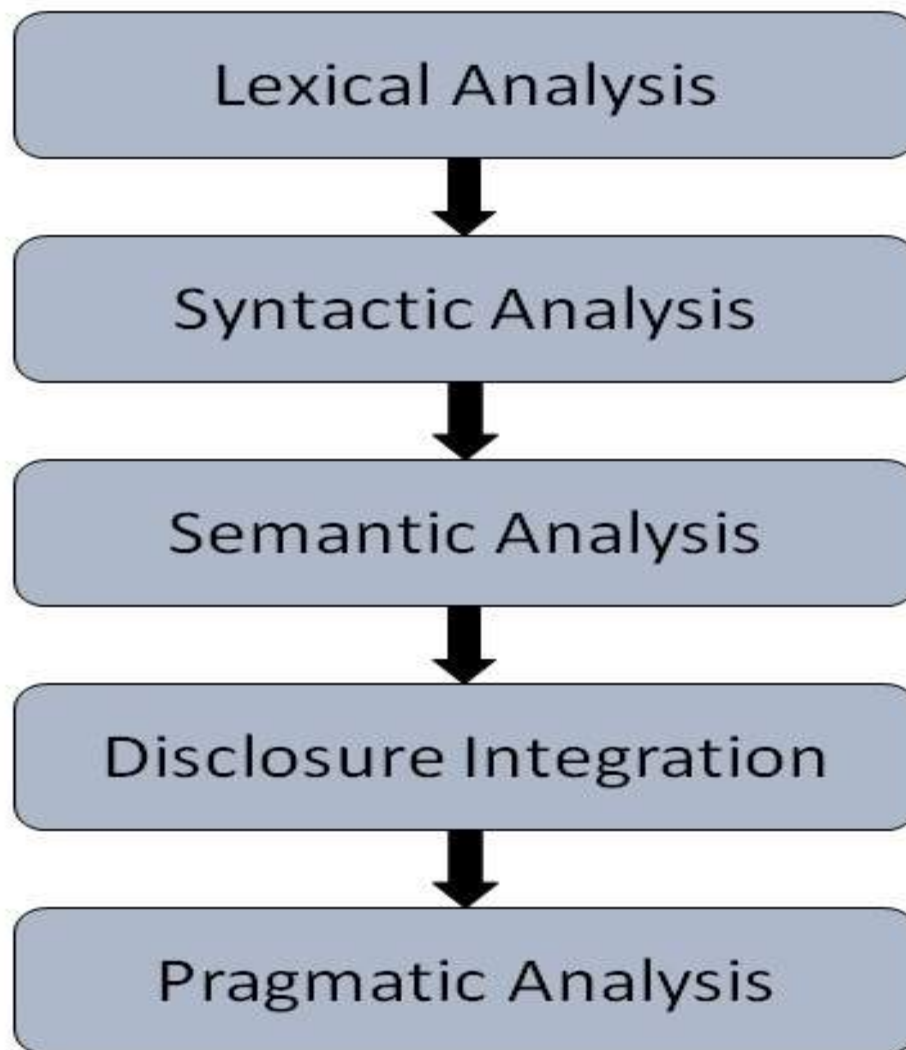 Lexical Analysis
Syntactic Analysis
Semantic Analysis
Disclosure Integration
Pragmatic Analysis